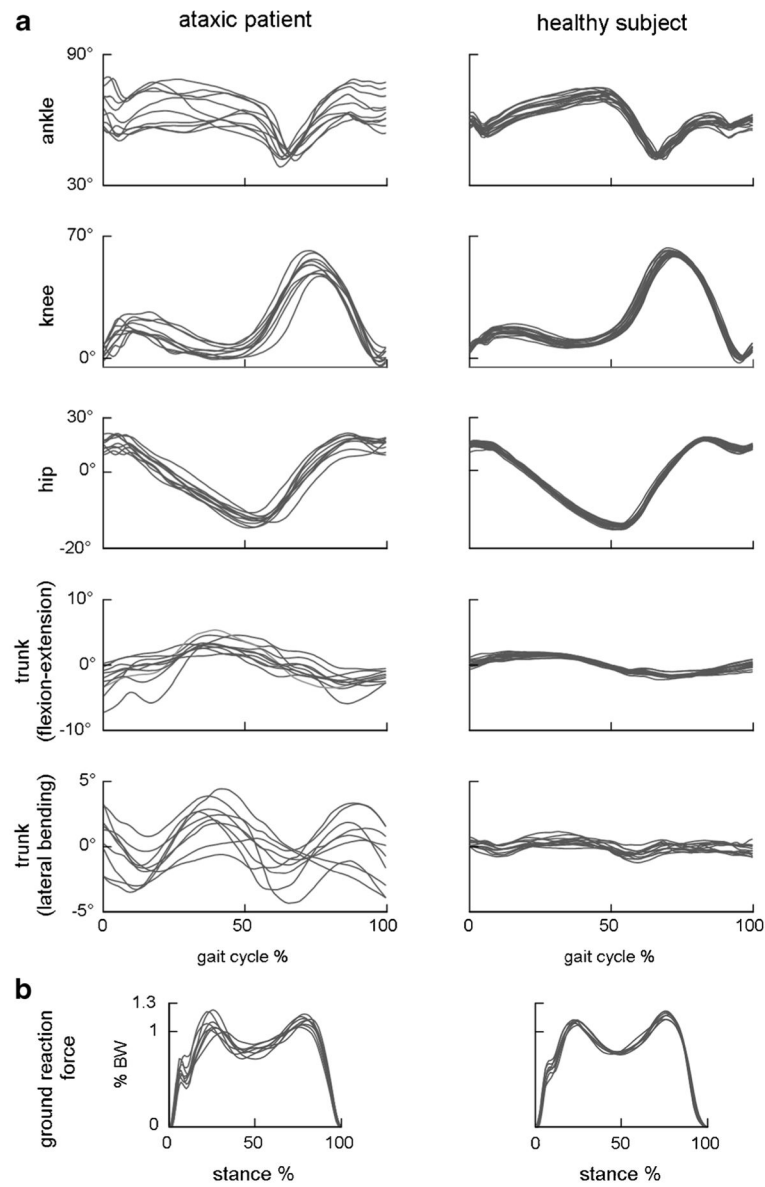 a
ataxic patient
healthy subject
90°
30°
ankle
70°
0°
knee
30°
0°
-20°
hip
10°
0°
-10°
trunk
(flexion-extension)
5°
0°
-5°
trunk
(lateral bending)
0 50 100
gait cycle %
0 50 100
gait cycle %
b
ground reaction
force
% BW
1.3
1
0
0 50 100
stance %
0 50 100
stance %